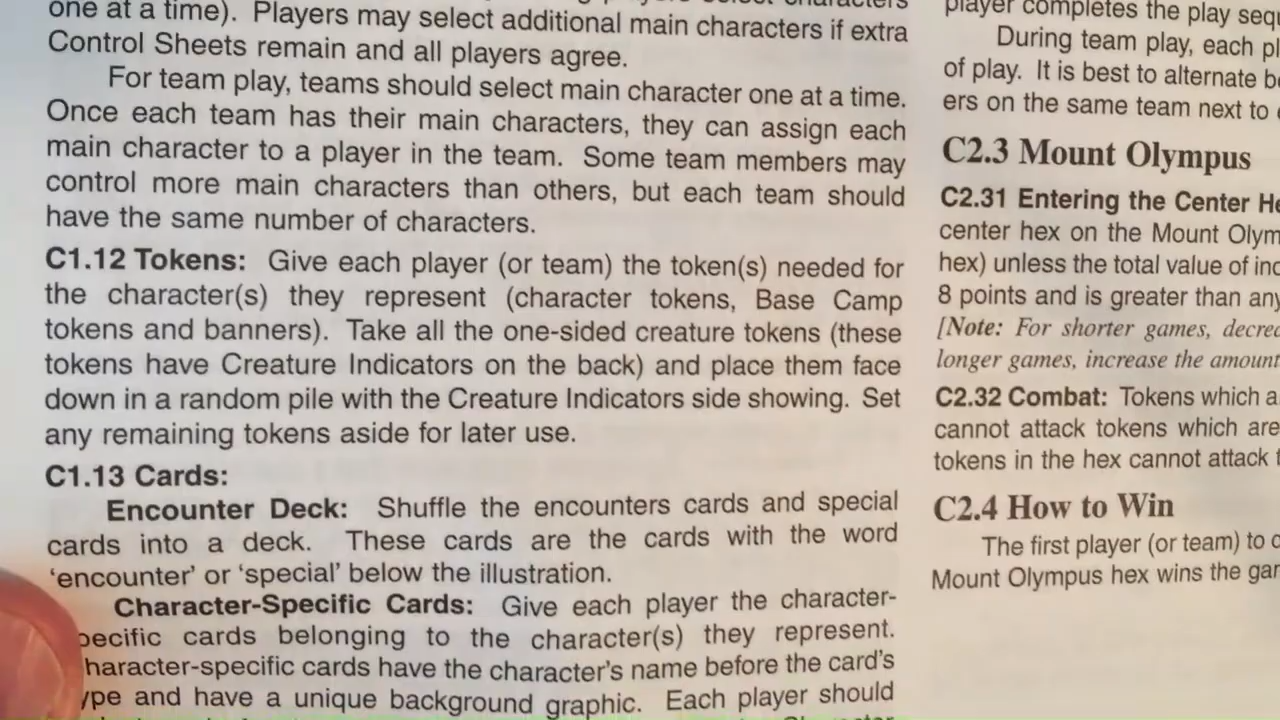 one at a time). Players may select additional main characters if extra
Control Sheets remain and all players agree.
For team play, teams should select main character one at a time.
Once each team has their main characters, they can assign each
main character to a player in the team. Some team members may
control more main characters than others, but each team should
have the same number of characters.
C1.12 Tokens: Give each player (or team) the token(s) needed for
the character(s) they represent (character tokens, Base Camp
tokens and banners). Take all the one-sided creature tokens (these
tokens have Creature Indicators on the back) and place them face
down in a random pile with the Creature Indicators side showing. Set
any remaining tokens aside for later use.
C1.13 Cards:
Encounter Deck: Shuffle the encounters cards and special
cards into a deck. These cards are the cards with the word
‘encounter’ or ‘special’ below the illustration.
Character-Specific Cards: Give each player the character-
pecific cards belonging to the character(s) they represent.
haracter-specific cards have the character’s name before the card’s
ype and have a unique background graphic. Each player should
player completes the play seq
During team play, each pl
of play. It is best to alternate b
ers on the same team next to
C2.3 Mount Olympus
C2.31 Entering the Center He
center hex on the Mount Olym
hex) unless the total value of inc
8 points and is greater than any
[Note: For shorter games, decre
longer games, increase the amount
C2.32 Combat: Tokens which a
cannot attack tokens which are
tokens in the hex cannot attack t
C2.4 How to Win
The first player (or team) to c
Mount Olympus hex wins the gar